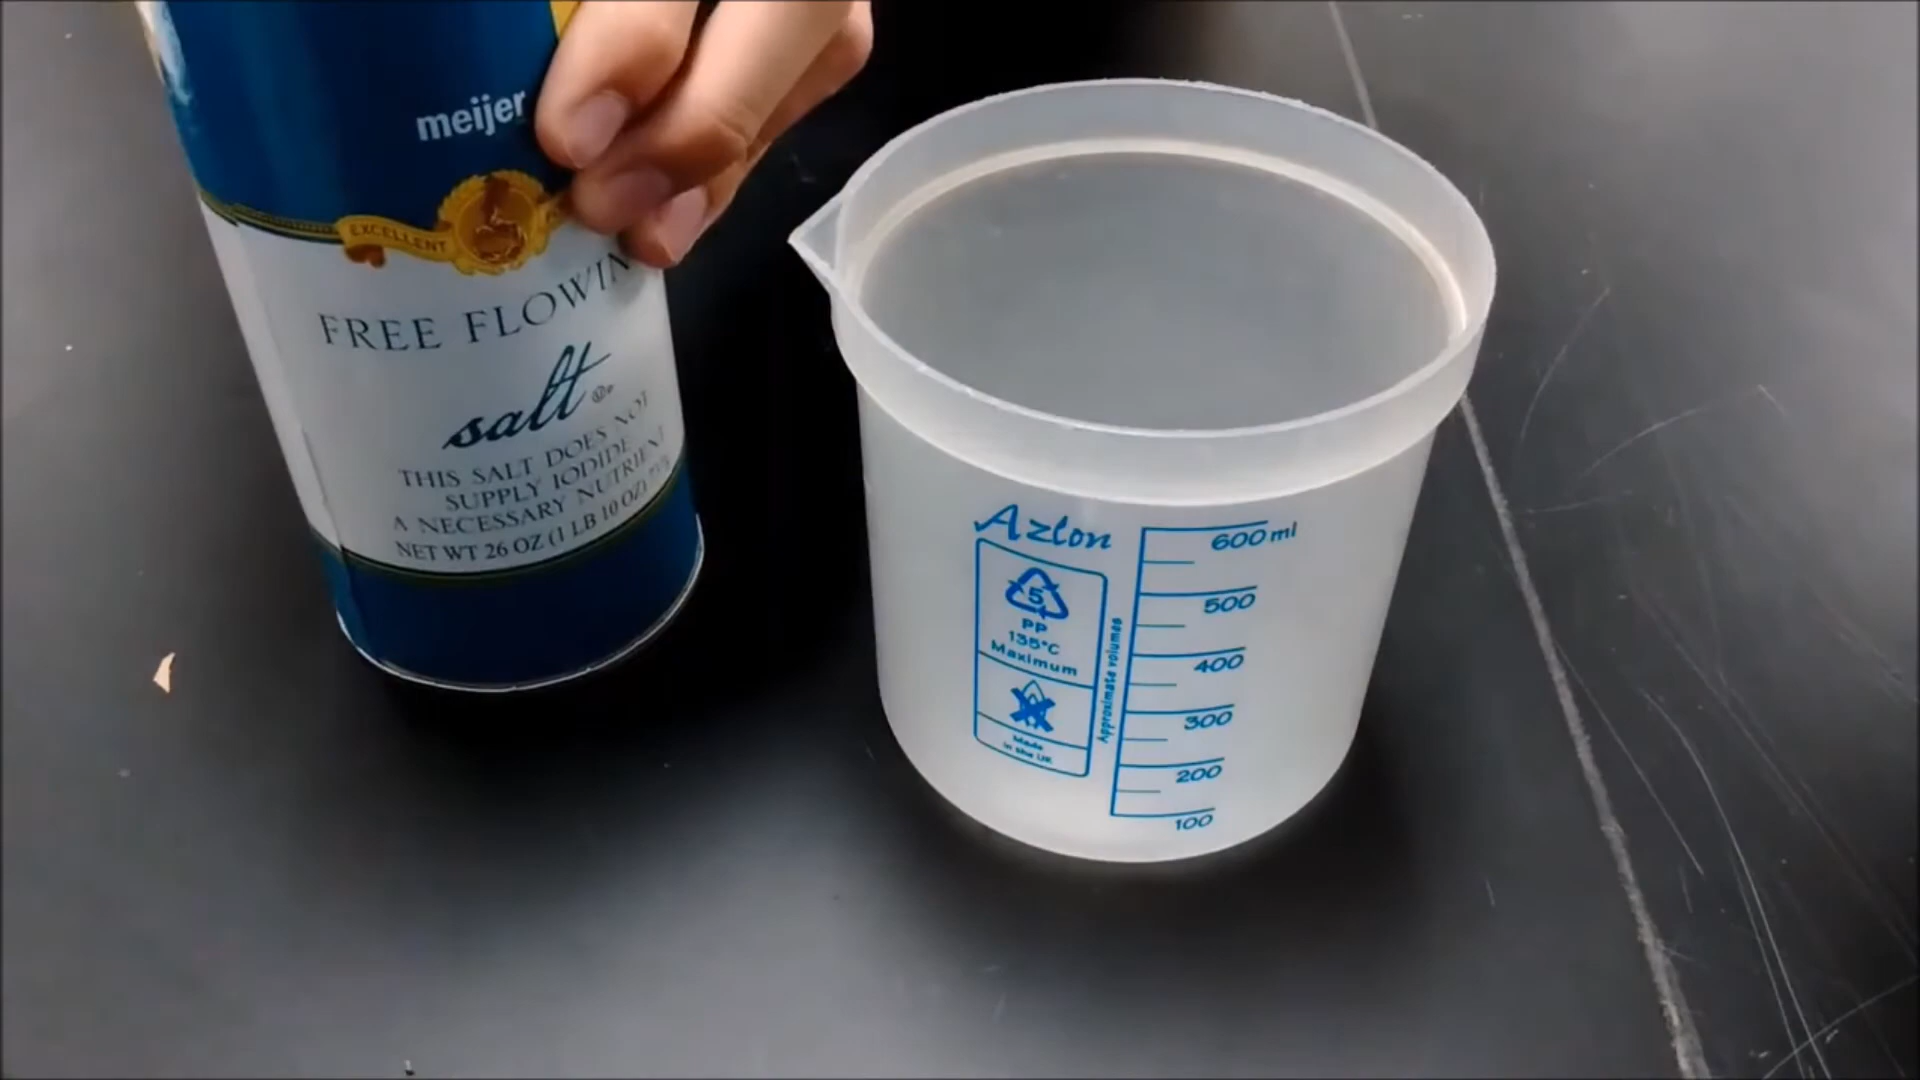 meijer
EXCELLENT
FREE FLOWIN
salt
THIS SALT DOES NOT
SUPPLY IODIDE
A NECESSARY NUTRIENT
NET WT 26 OZ (1 LB 10 OZ)
Azlon
5
PP
135°C
Maximum
Made
in the UK
Approximate volumes
600 ml
500
400
300
200
100